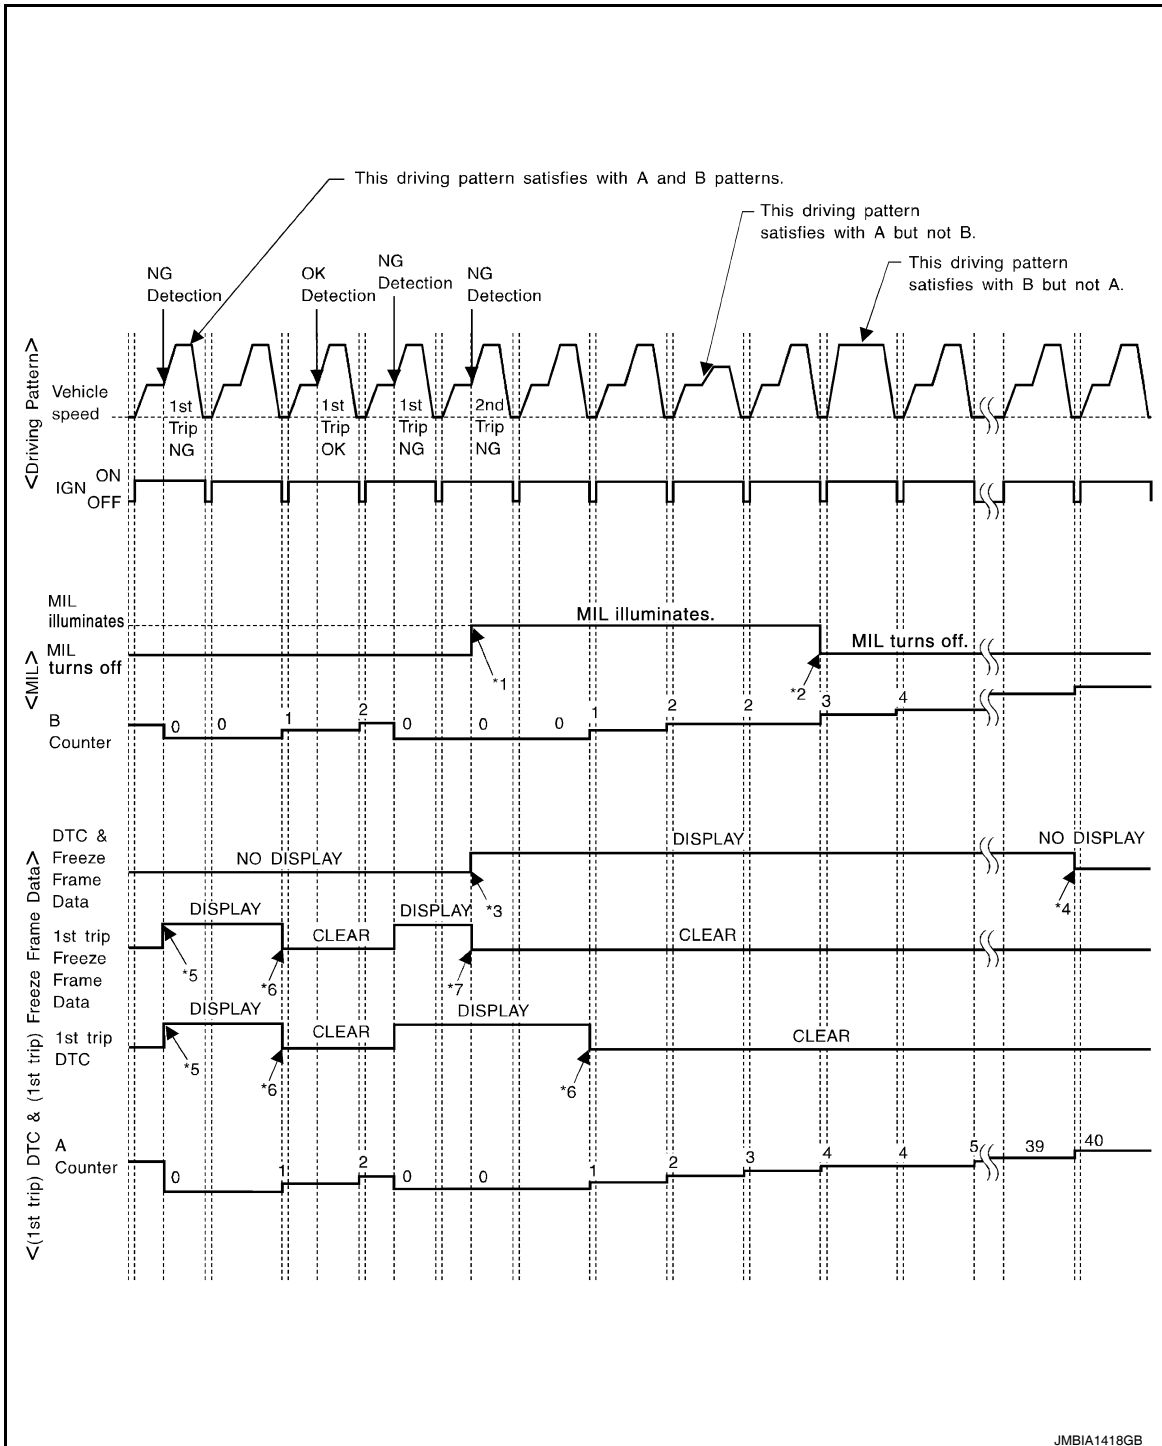 This driving pattern satisfies with A and B patterns.
This driving pattern
satisfies with A but not B.
This driving pattern
satisfies with B but not A.
NG
Detection
OK
Detection
NG
Detection
NG
Detection
<Driving Pattern>
Vehicle
speed
1st
Trip
NG
1st
Trip
OK
1st
Trip
NG
2nd
Trip
NG
IGN ON
OFF
<MIL>
MIL
illuminates
MIL illuminates.
MIL
turns off
MIL turns off.
*1
*2
B
Counter
0 0 1 2 0 0 0 1 2 2 3 4
<(1st trip) DTC & (1st trip) Freeze Frame Data>
DTC &
Freeze
Frame
Data
NO DISPLAY
DISPLAY
NO DISPLAY
*3
*4
1st trip
Freeze
Frame
Data
DISPLAY
CLEAR
DISPLAY
CLEAR
*5
*6
*7
1st trip
DTC
DISPLAY
CLEAR
DISPLAY
CLEAR
*5
*6
*6
A
Counter
0 1 2 0 0 1 2 3 4 4 5 39 40
JMBIA1418GB